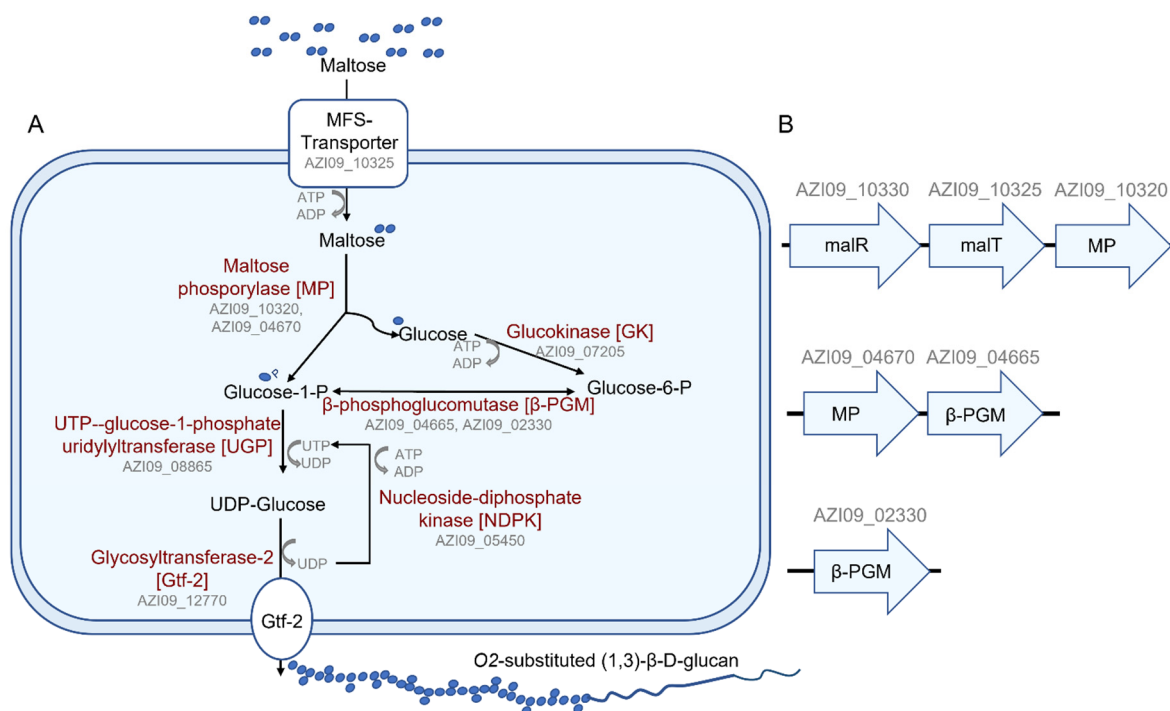 Maltose
A
MFS-
Transporter
AZI09_10325
ATP
ADP
Maltose
Maltose
phosporylase [MP]
AZI09_10320,
AZI09_04670
Glucose
Glucokinase [GK]
AZI09_07205
ATP
ADP
P
Glucose-1-P
Glucose-6-P
β-phosphoglucomutase [β-PGM]
AZI09_04665, AZI09_02330
UTP--glucose-1-phosphate
uridylyltransferase [UGP]
AZI09_08865
UTP
UDP
ATP
ADP
UDP-Glucose
Nucleoside-diphosphate
kinase [NDPK]
AZI09_05450
Glycosyltransferase-2
[Gtf-2]
AZI09_12770
UDP
Gtf-2
O2-substituted (1,3)-β-D-glucan
B
AZI09_10330 AZI09_10325 AZI09_10320
malR malT MP
AZI09_04670 AZI09_04665
MP β-PGM
AZI09_02330
β-PGM